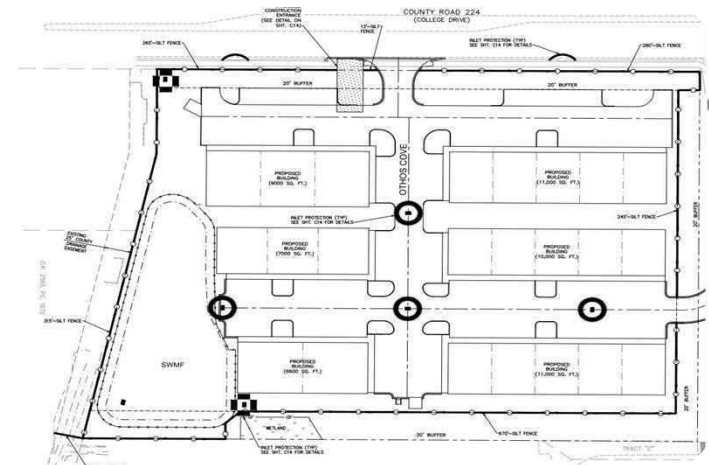 COUNTY ROAD 224
(COLLEGE DRIVE)
CONSTRUCTION
ENTRANCE
(SEE DETAIL ON
SHT. C14)
12'-SILT
FENCE
INLET PROTECTION (TYP)
SEE SHT. C14 FOR DETAILS
260'-SILT FENCE
280'-SILT FENCE
20' BUFFER
20' BUFFER
OTHOS COVE
PROPOSED
BUILDING
(9000 SQ. FT.)
PROPOSED
BUILDING
(11,000 SQ. FT.)
INLET PROTECTION (TYP)
SEE SHT. C14 FOR DETAILS
245'-SILT FENCE
20' BUFFER
EXISTING
25' COUNTY
DRAINAGE
EASEMENT
PROPOSED
BUILDING
(7000 SQ. FT.)
PROPOSED
BUILDING
(10,000 SQ. FT.)
315'-SILT FENCE
SWMF
PROPOSED
BUILDING
(6600 SQ. FT.)
PROPOSED
BUILDING
(11,000 SQ. FT.)
20' BUFFER
WETLAND
INLET PROTECTION (TYP)
SEE SHT. C14 FOR DETAILS
30' BUFFER
470'-SILT FENCE
TRACT "C"